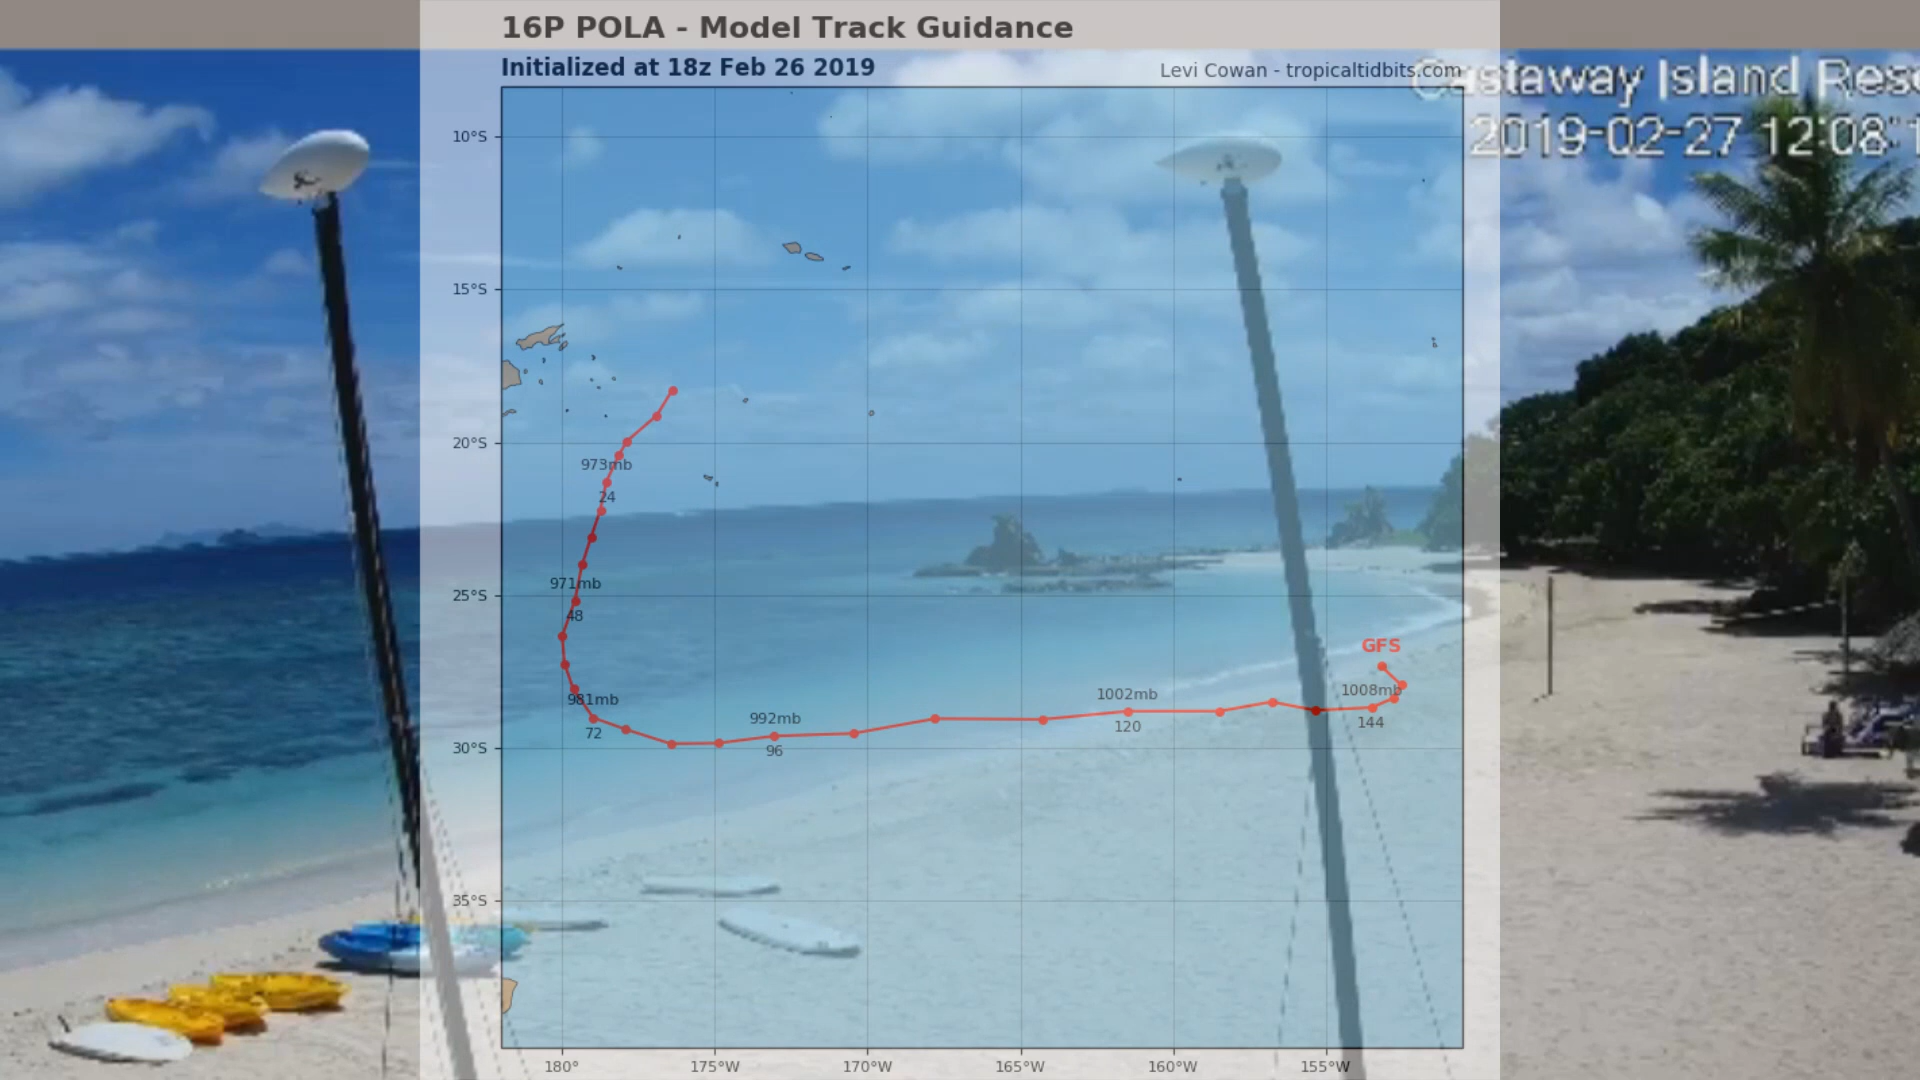 16P POLA - Model Track Guidance
Initialized at 18z Feb 26 2019
Levi Cowan - tropicaltidbits.com
Castaway Island Reso
2019-02-27 12:08:1
10°S
15°S
20°S
973mb
24
25°S
971mb
48
GFS
981mb
72
992mb
96
1002mb
120
1008mb
144
30°S
35°S
180°
175°W
170°W
165°W
160°W
155°W